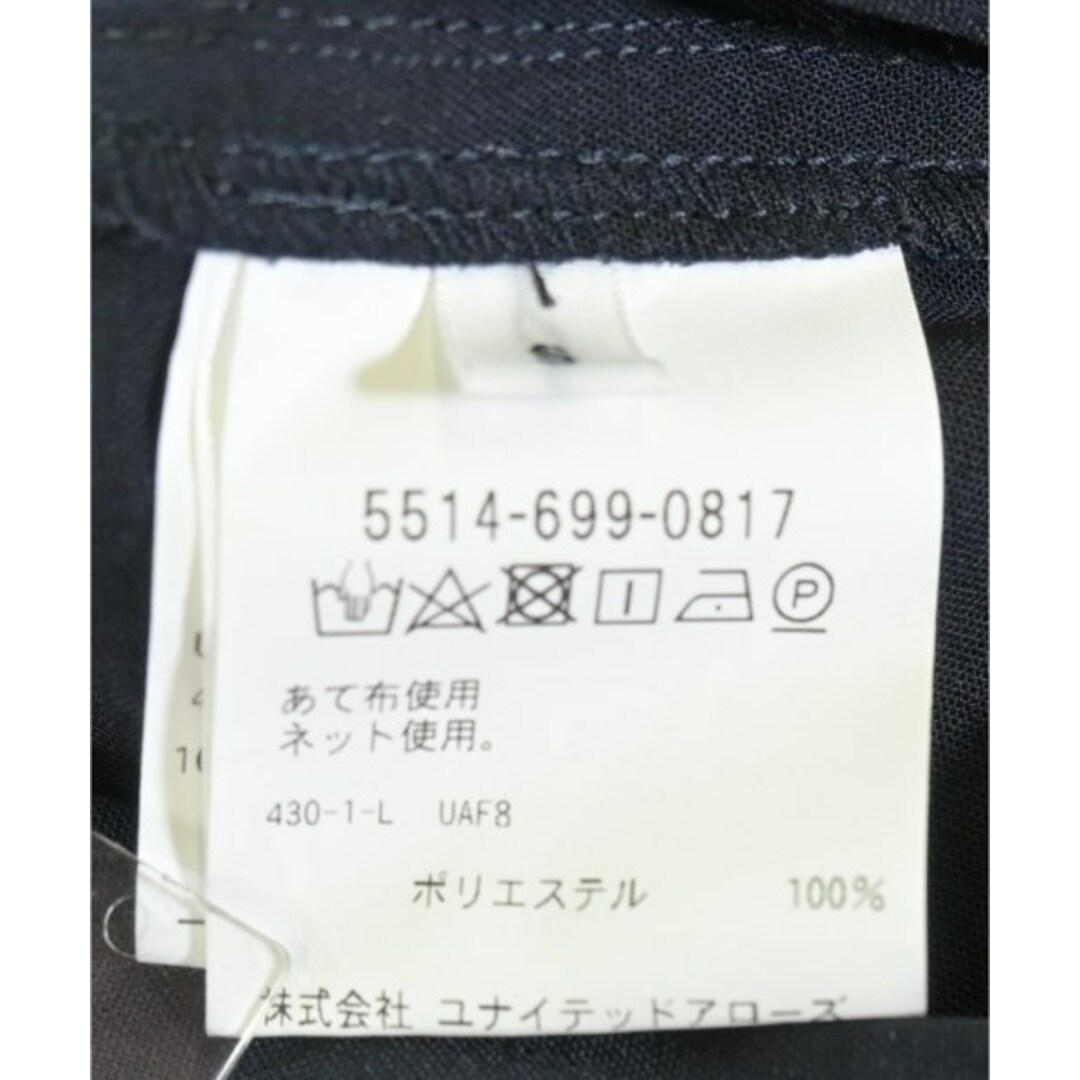 5514-699-0817
P
あて布使用
ネット使用。
430-1-L UAF8
ポリエステル 100%
株式会社 ユナイテッドアローズ